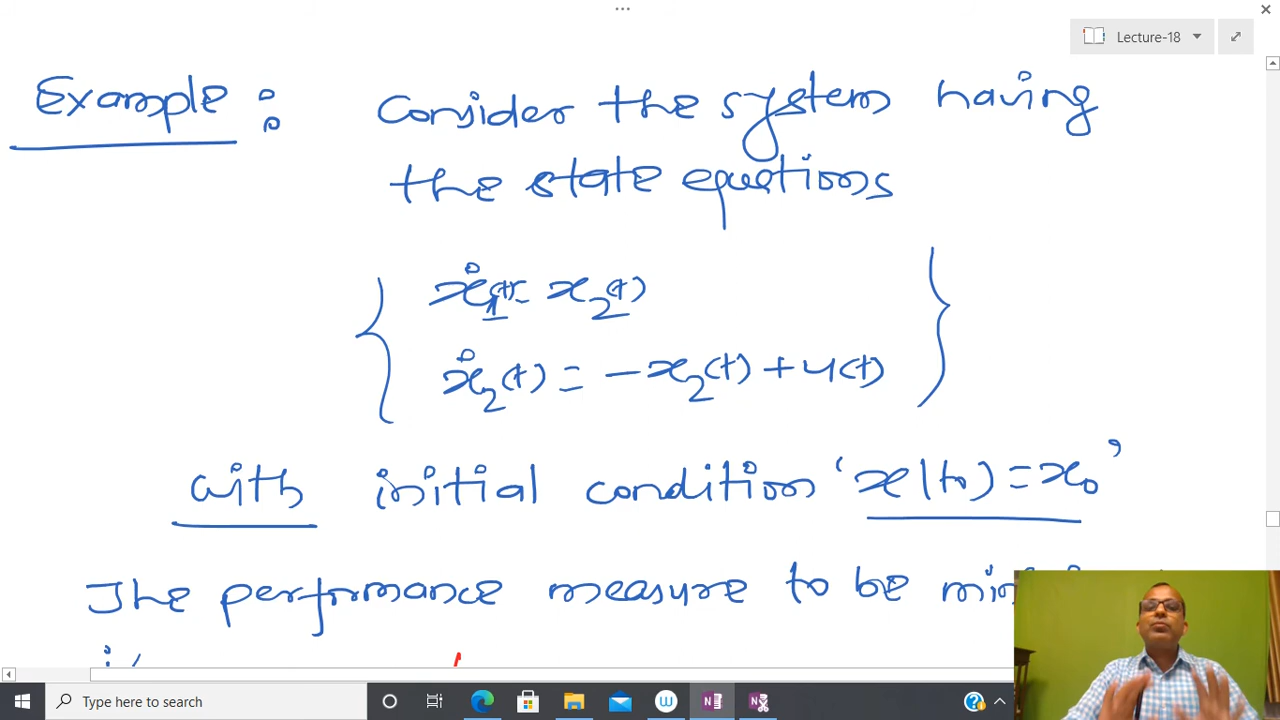 Lecture-18
Example : Consider the system having
the state equations
ẋ1(t) = x2(t)
ẋ2(t) = -x2(t) + u(t)
with initial condition 'x(t0) = x0'
The performance measure to be
Type here to search